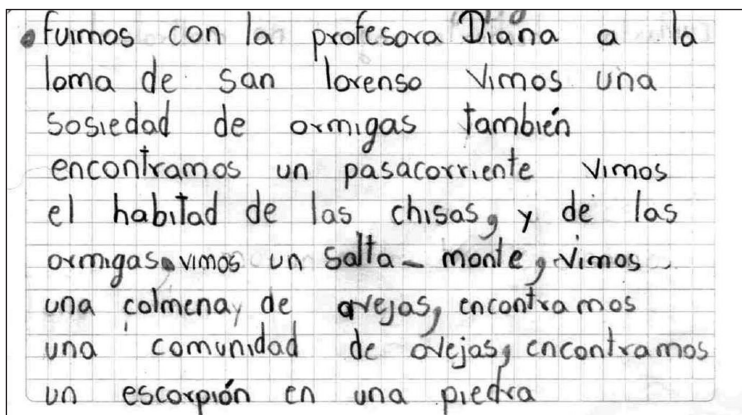 • fuimos con la profesora Diana a la
loma de san lorenso vimos una
sosiedad de ormigas también
encontramos un pasacorriente vimos
el habitad de las chisas, y de las
ormigas, vimos un salta - monte, vimos
una colmena, de avejas, encontramos
una comunidad de ovejas, encontramos
un escorpión en una piedra